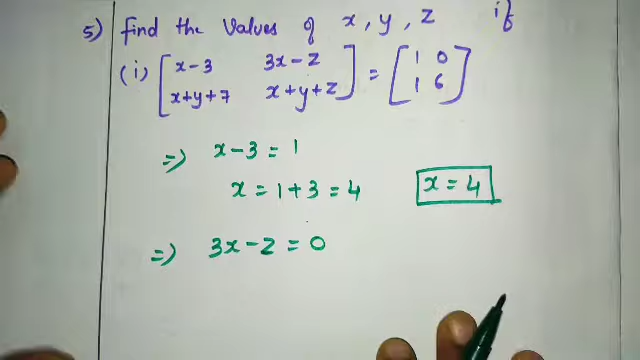 5) find the values of x, y, z if
(i) [x-3 3x-z] = [1 0]
[x+y+7 x+y+z] [1 6]
=) x-3 = 1
x = 1+3 = 4 x = 4
=) 3x-z = 0